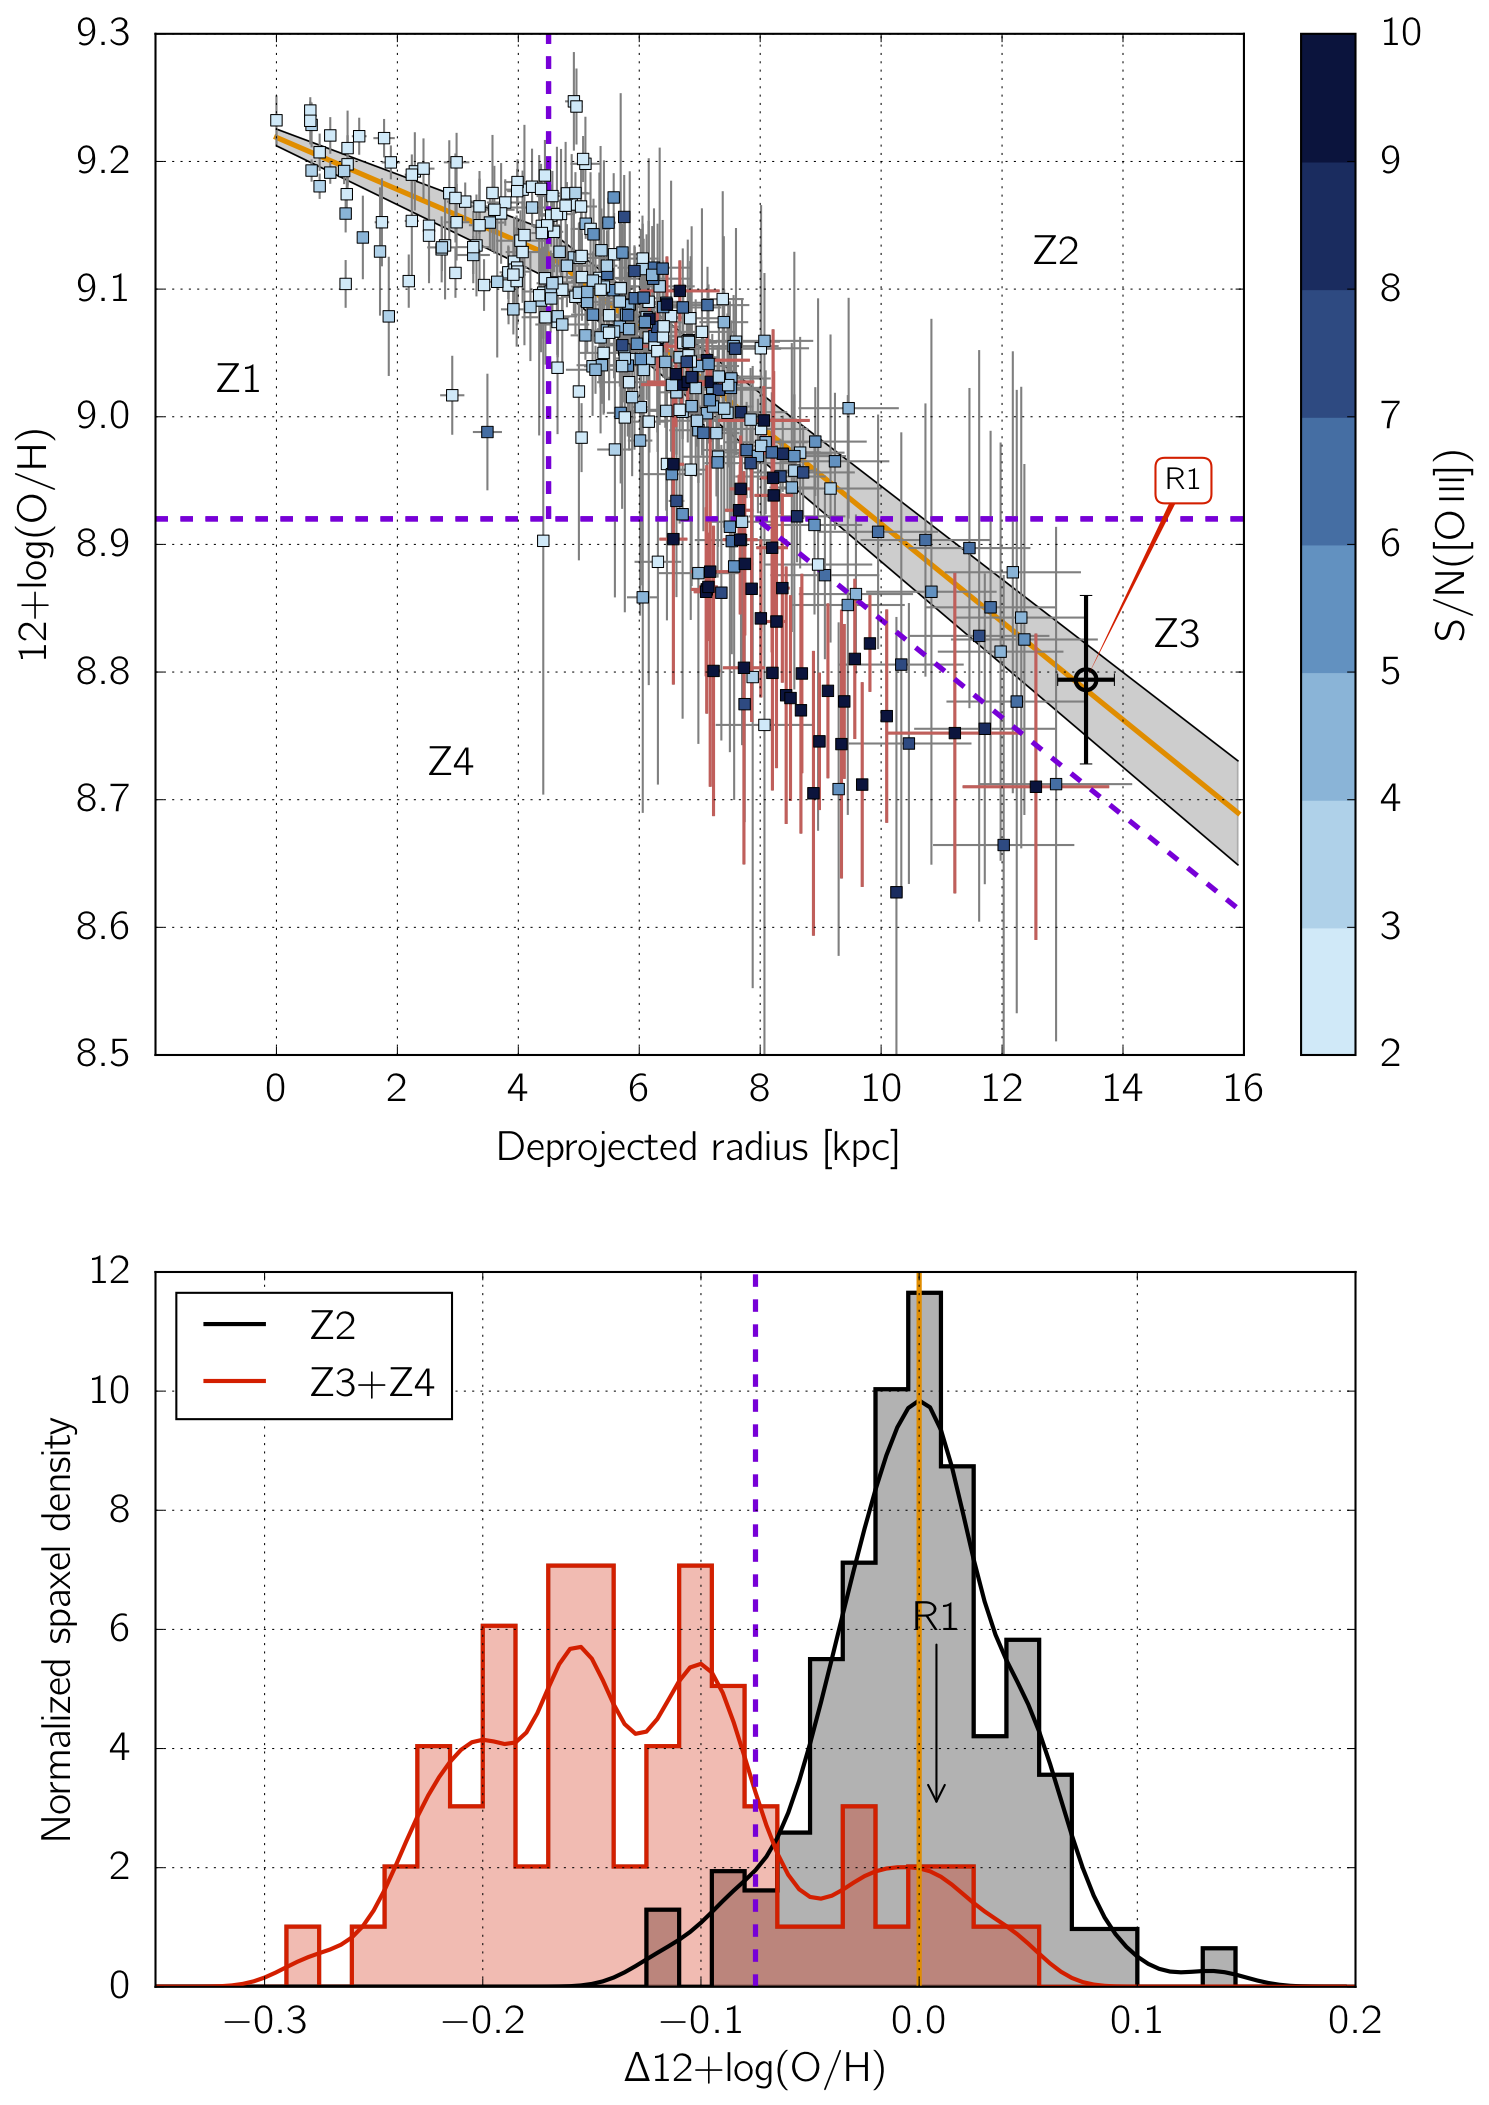 9.3
9.2
9.1
9.0
8.9
8.8
8.7
8.6
8.5
12+log(O/H)
Z1
Z2
Z3
Z4
R1
0 2 4 6 8 10 12 14 16
Deprojected radius [kpc]
10
9
8
7
6
5
4
3
2
S/N([O III])
12
10
8
6
4
2
0
Normalized spaxel density
Z2
Z3+Z4
R1
−0.3 −0.2 −0.1 0.0 0.1 0.2
Δ12+log(O/H)